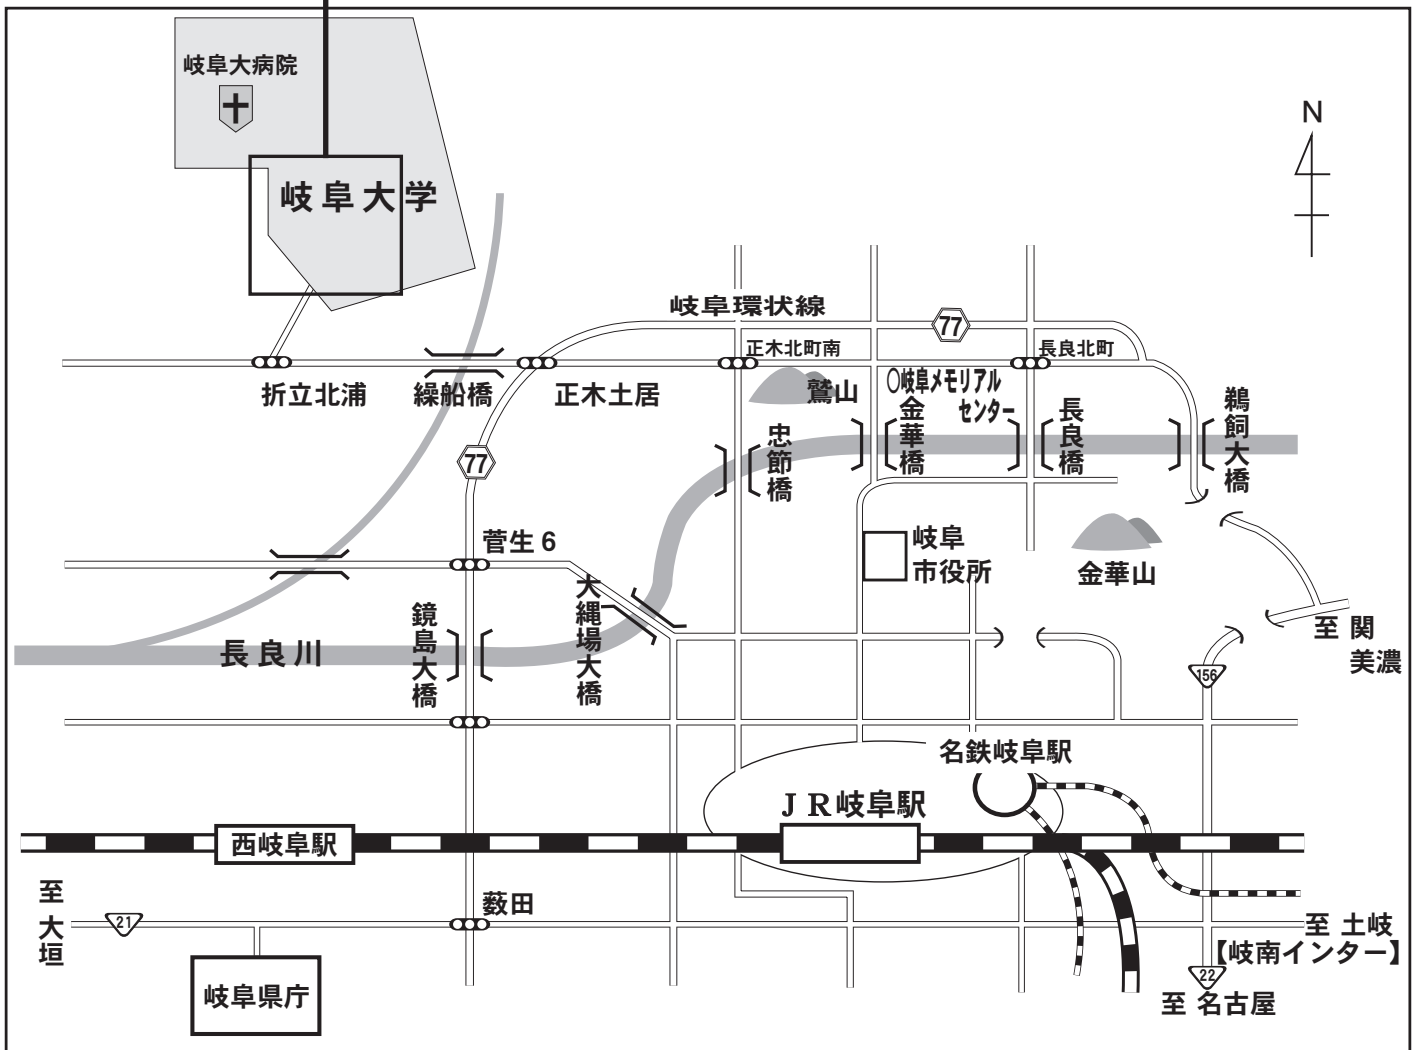 岐阜大病院
岐阜大学
N
岐阜環状線
77
正木北町南
長良北町
折立北浦
繰船橋
正木土居
鷲山
○岐阜メモリアル
センター
金華橋
長良橋
鵜飼大橋
忠節橋
77
菅生6
岐阜
市役所
金華山
大縄場大橋
鏡島大橋
長良川
至 関
美濃
156
名鉄岐阜駅
JR岐阜駅
西岐阜駅
至 大垣
21
薮田
至 土岐
【岐南インター】
岐阜県庁
22
至 名古屋